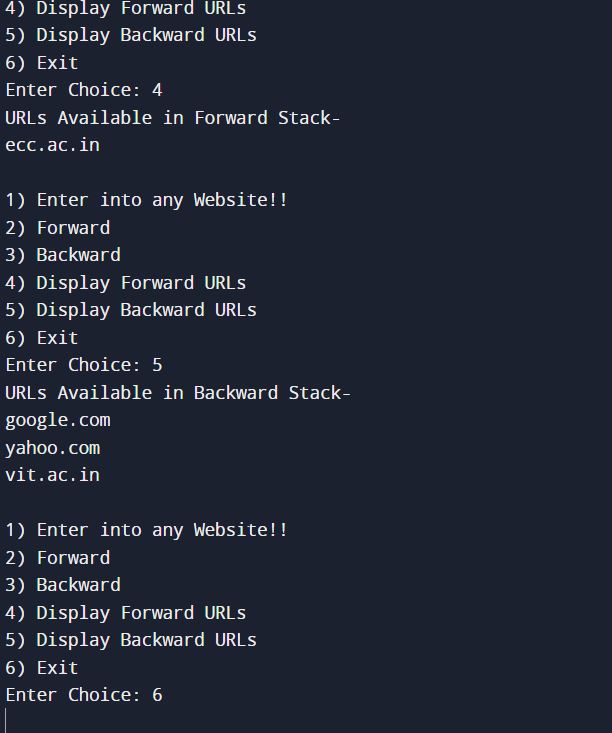 4) Display Forward URLs
5) Display Backward URLs
6) Exit
Enter Choice: 4
URLs Available in Forward Stack-
ecc.ac.in
1) Enter into any Website!!
2) Forward
3) Backward
4) Display Forward URLs
5) Display Backward URLs
6) Exit
Enter Choice: 5
URLs Available in Backward Stack-
google.com
yahoo.com
vit.ac.in
1) Enter into any Website!!
2) Forward
3) Backward
4) Display Forward URLs
5) Display Backward URLs
6) Exit
Enter Choice: 6